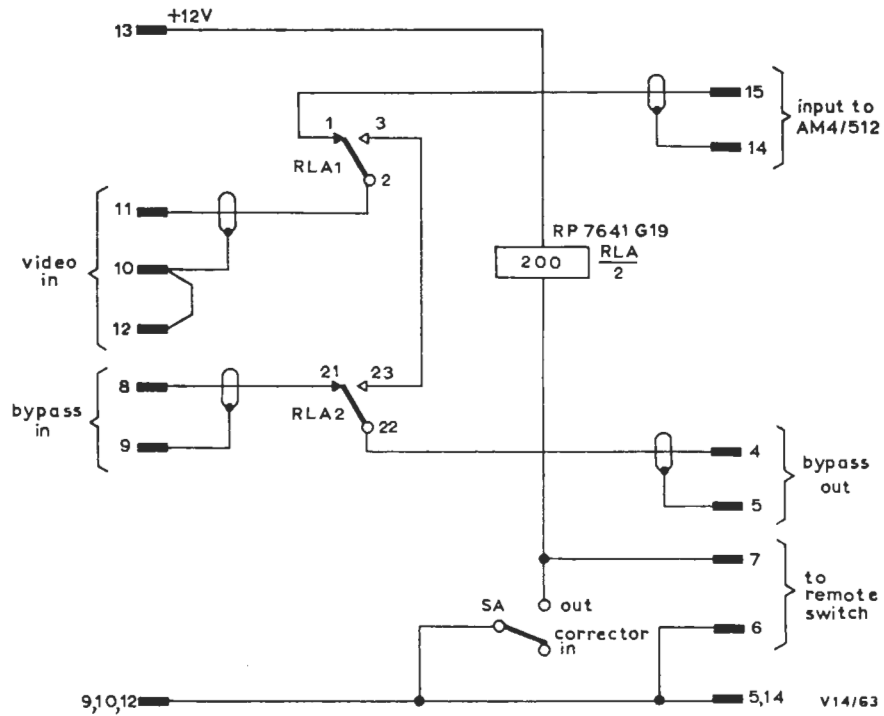 13 +12V
15
input to
AM4/512
14
1 3
RLA1
2
11
video
in
10
12
RP 7641 G19
200 RLA
2
8
21 23
bypass
in
RLA2
9
22
4
bypass
out
5
7
to
remote
switch
SA out
corrector
in
6
9,10,12
5,14
V14/63